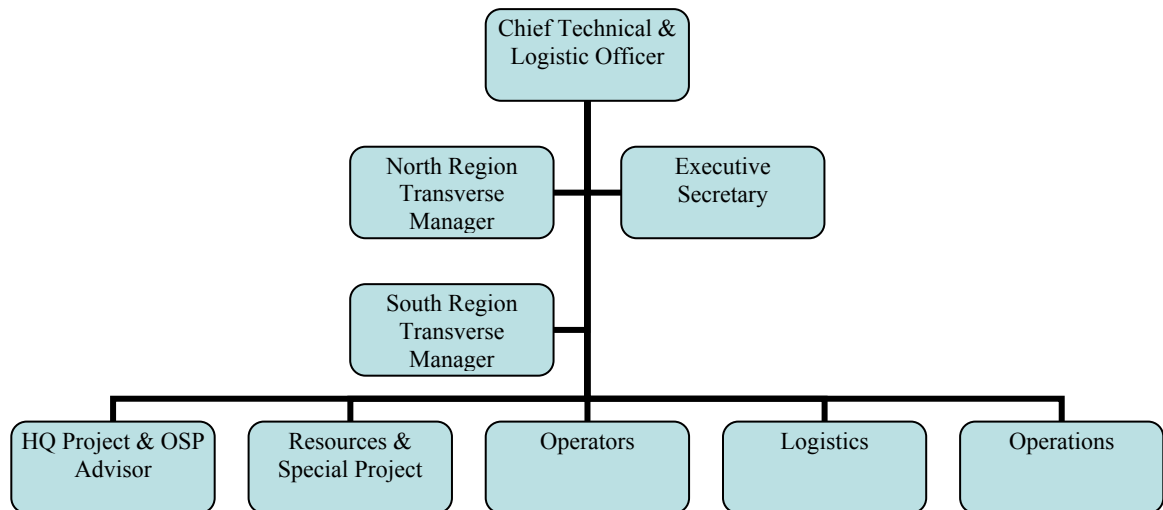 Chief Technical &
Logistic Officer
North Region
Transverse
Manager
Executive
Secretary
South Region
Transverse
Manager
HQ Project & OSP
Advisor
Resources &
Special Project
Operators
Logistics
Operations